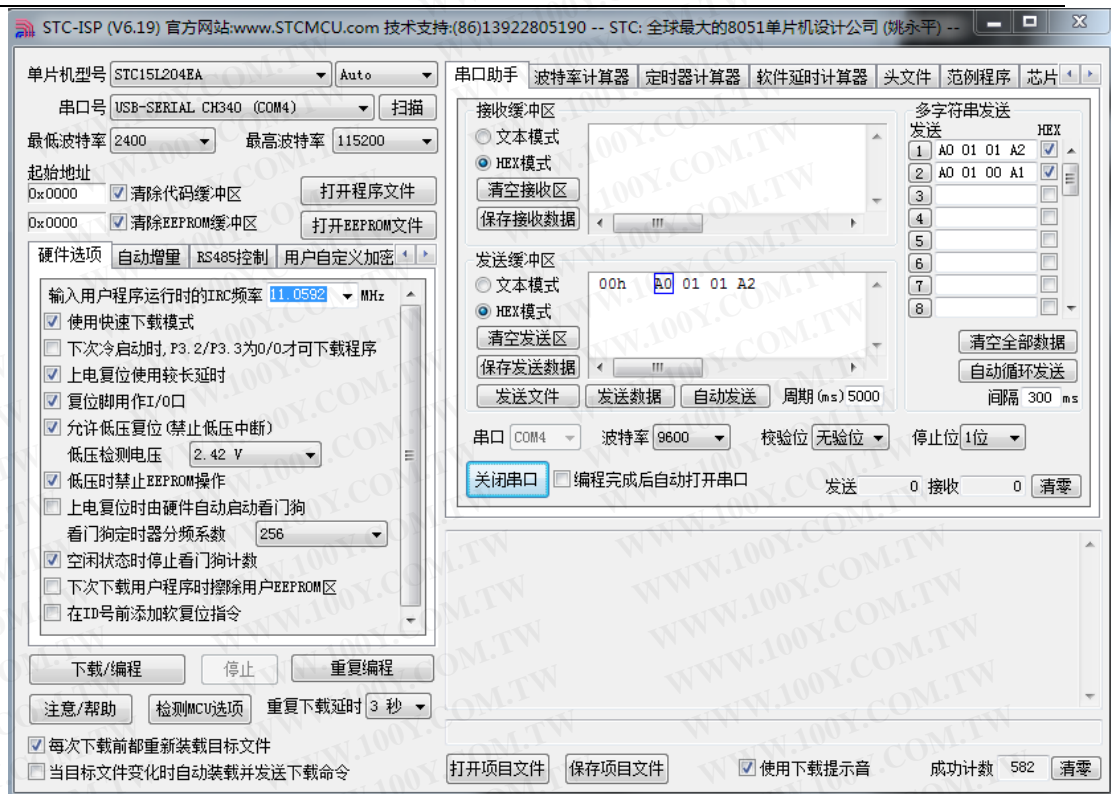 STC-ISP (V6.19) 官方网站:www.STCMCU.com 技术支持:(86)13922805190 -- STC: 全球最大的8051单片机设计公司 (姚永平) --
单片机型号 STC15L204EA Auto
串口号 USB-SERIAL CH340 (COM4) 扫描
最低波特率 2400 最高波特率 115200
起始地址
0x0000 清除代码缓冲区 打开程序文件
0x0000 清除EEPROM缓冲区 打开EEPROM文件
硬件选项 自动增量 RS485控制 用户自定义加密
输入用户程序运行时的IRC频率 11.0592 MHz
使用快速下载模式
下次冷启动时,P3.2/P3.3为0/0才可下载程序
上电复位使用较长延时
复位脚用作I/O口
允许低压复位(禁止低压中断)
低压检测电压 2.42 V
低压时禁止EEPROM操作
上电复位时由硬件自动启动看门狗
看门狗定时器分频系数 256
空闲状态时停止看门狗计数
下次下载用户程序时擦除用户EEPROM区
在ID号前添加软复位指令
下载/编程 停止 重复编程
注意/帮助 检测MCU选项 重复下载延时 3 秒
每次下载前都重新装载目标文件
当目标文件变化时自动装载并发送下载命令
串口助手 波特率计算器 定时器计算器 软件延时计算器 头文件 范例程序 芯片
接收缓冲区
文本模式
HEX模式
清空接收区
保存接收数据
多字符串发送
发送 HEX
1 A0 01 01 A2
2 A0 01 00 A1
3
4
5
6
7
8
清空全部数据
自动循环发送
间隔 300 ms
发送缓冲区
文本模式
00h A0 01 01 A2
HEX模式
清空发送区
保存发送数据
发送文件 发送数据 自动发送 周期(ms) 5000
串口 COM4 波特率 9600 校验位 无验位 停止位 1位
关闭串口 编程完成后自动打开串口 发送 0 接收 0 清零
打开项目文件 保存项目文件 使用下载提示音 成功计数 582 清零
WWW.100Y.COM.TW